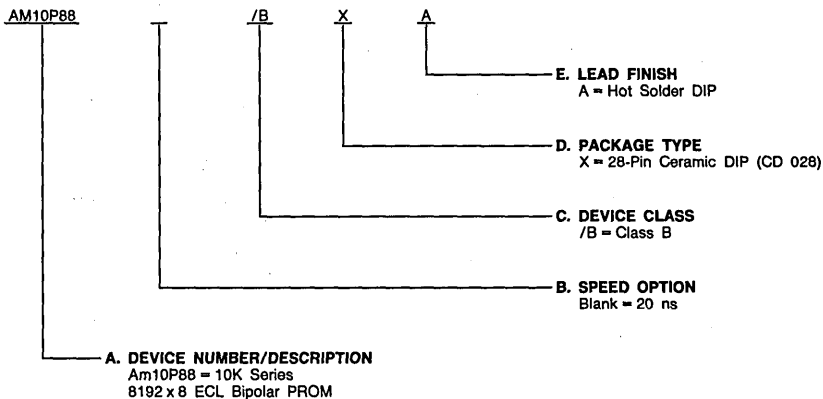 AM10P88 _ /B X A
E. LEAD FINISH
A = Hot Solder DIP
D. PACKAGE TYPE
X = 28-Pin Ceramic DIP (CD 028)
C. DEVICE CLASS
/B = Class B
B. SPEED OPTION
Blank = 20 ns
A. DEVICE NUMBER/DESCRIPTION
Am10P88 = 10K Series
8192 x 8 ECL Bipolar PROM